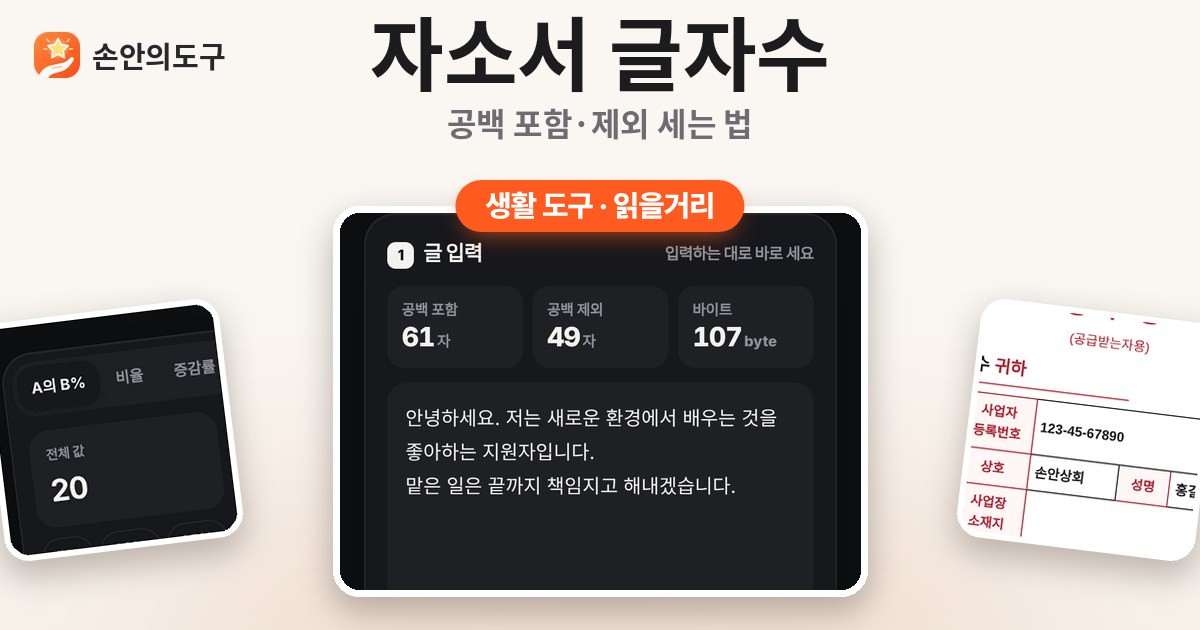 손안의도구
자소서 글자수
공백 포함·제외 세는 법
생활 도구 · 읽을거리
1 글 입력
입력하는 대로 바로 세요
공백 포함
61자
공백 제외
49자
바이트
107byte
안녕하세요. 저는 새로운 환경에서 배우는 것을
좋아하는 지원자입니다.
맡은 일은 끝까지 책임지고 해내겠습니다.
A의 B% 비율 증감률
전체 값
20
(공급받는자용)
귀하
사업자
등록번호
123-45-67890
상호 손안상회 성명
사업장
소재지